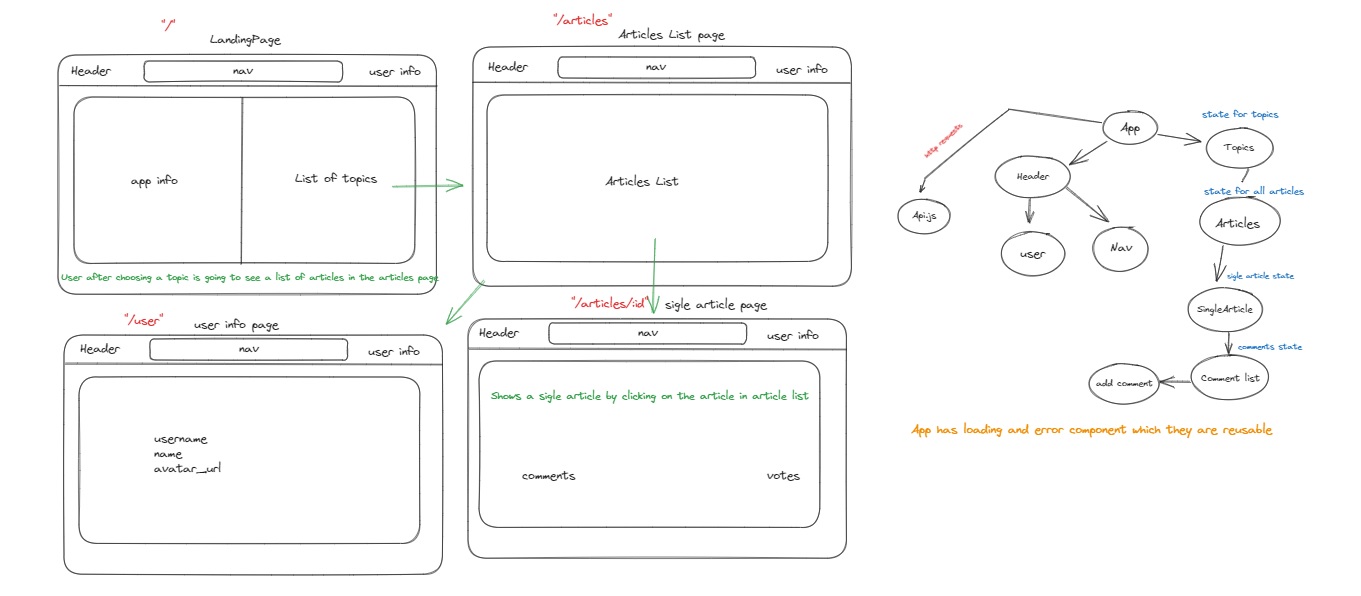 "/"
LandingPage
Header
nav
user info
app info
List of topics
User after choosing a topic is going to see a list of articles in the articles page
"/articles"
Articles List page
Header
nav
user info
Articles List
"/user"
user info page
Header
nav
user info
username
name
avatar_url
"/articles/:id"
sigle article page
Header
nav
user info
Shows a sigle article by clicking on the article in article list
comments
votes
App
http requests
Api.js
Header
user
Nav
state for topics
Topics
state for all articles
Articles
sigle article state
SingleArticle
comments state
Comment list
add comment
App has loading and error component which they are reusable